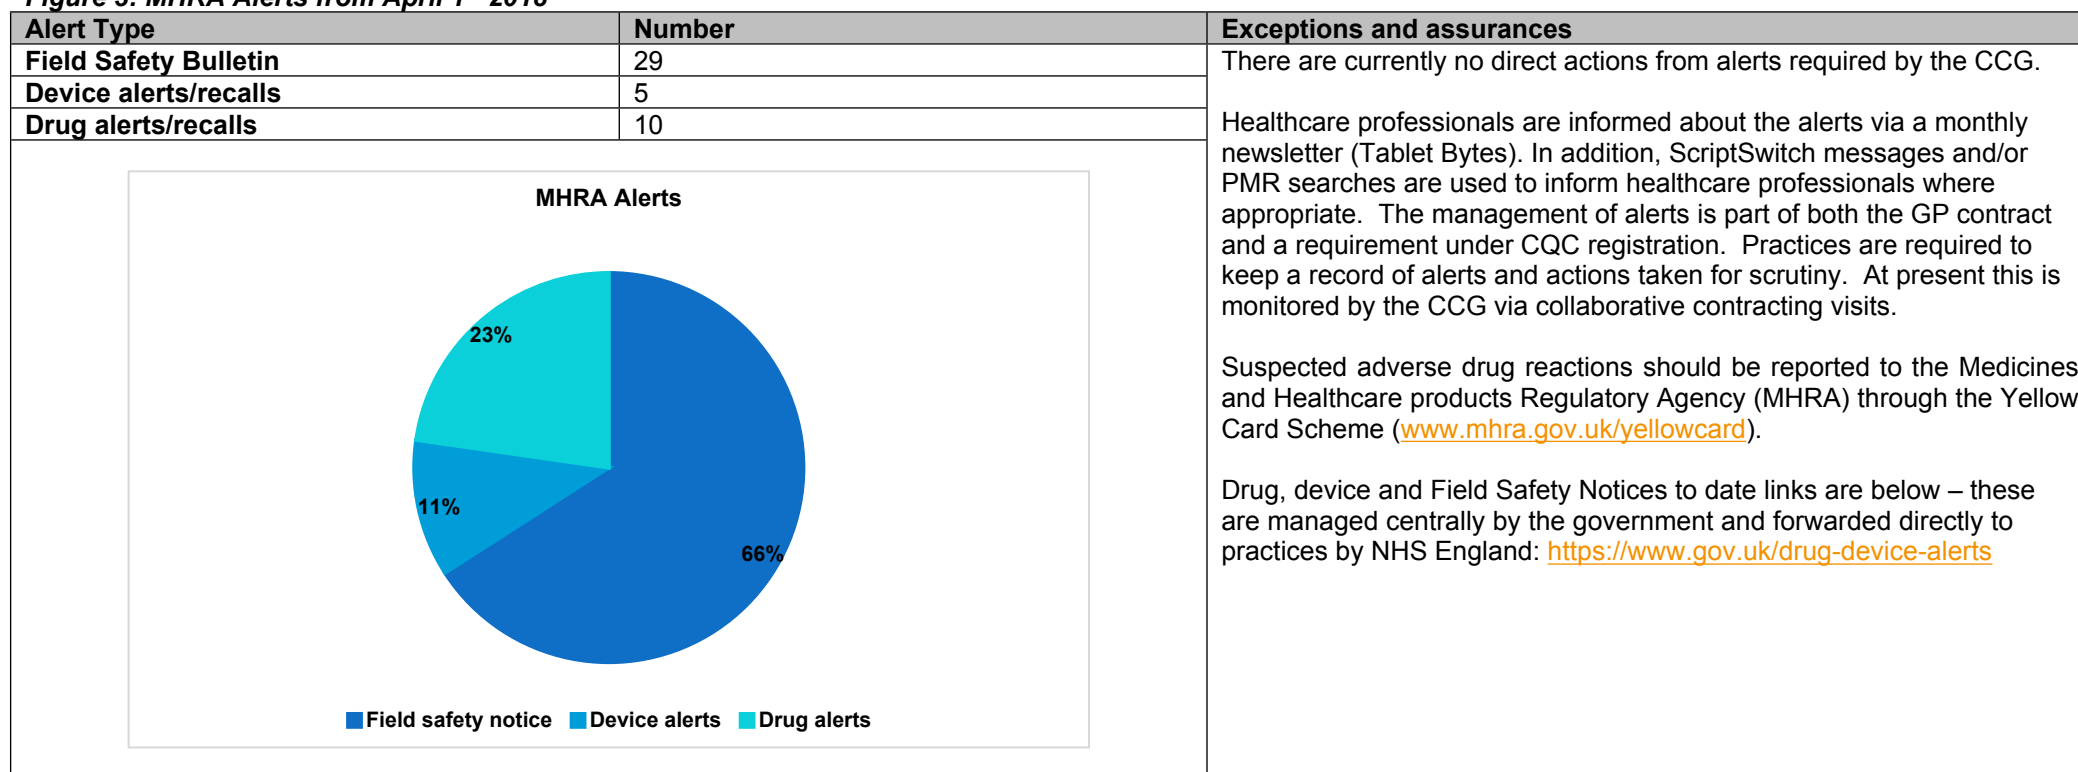 Figure 3: MHRA Alerts from April 1 2018
Alert Type Number Exceptions and assurances
Field Safety Bulletin 29
Device alerts/recalls 5
Drug alerts/recalls 10
MHRA Alerts
23%
11%
66%
Field safety notice Device alerts Drug alerts
There are currently no direct actions from alerts required by the CCG.
Healthcare professionals are informed about the alerts via a monthly
newsletter (Tablet Bytes). In addition, ScriptSwitch messages and/or
PMR searches are used to inform healthcare professionals where
appropriate.  The management of alerts is part of both the GP contract
and a requirement under CQC registration.  Practices are required to
keep a record of alerts and actions taken for scrutiny.  At present this is
monitored by the CCG via collaborative contracting visits.
Suspected adverse drug reactions should be reported to the Medicines
and Healthcare products Regulatory Agency (MHRA) through the Yellow
Card Scheme (www.mhra.gov.uk/yellowcard).
Drug, device and Field Safety Notices to date links are below – these
are managed centrally by the government and forwarded directly to
practices by NHS England: https://www.gov.uk/drug-device-alerts